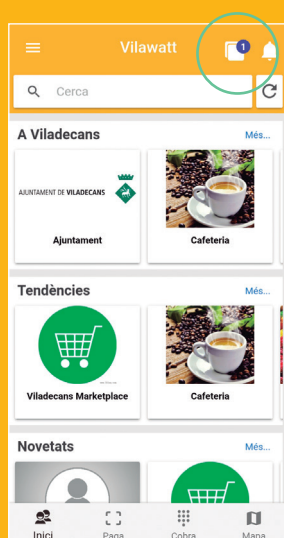 Vilawatt
1
Cerca
A Viladecans
Més...
AJUNTAMENT DE VILADECANS
Ajuntament
Cafeteria
Tendències
Més...
Viladecans Marketplace
Cafeteria
Novetats
Més...
Inici
Paga
Cobra
Mapa